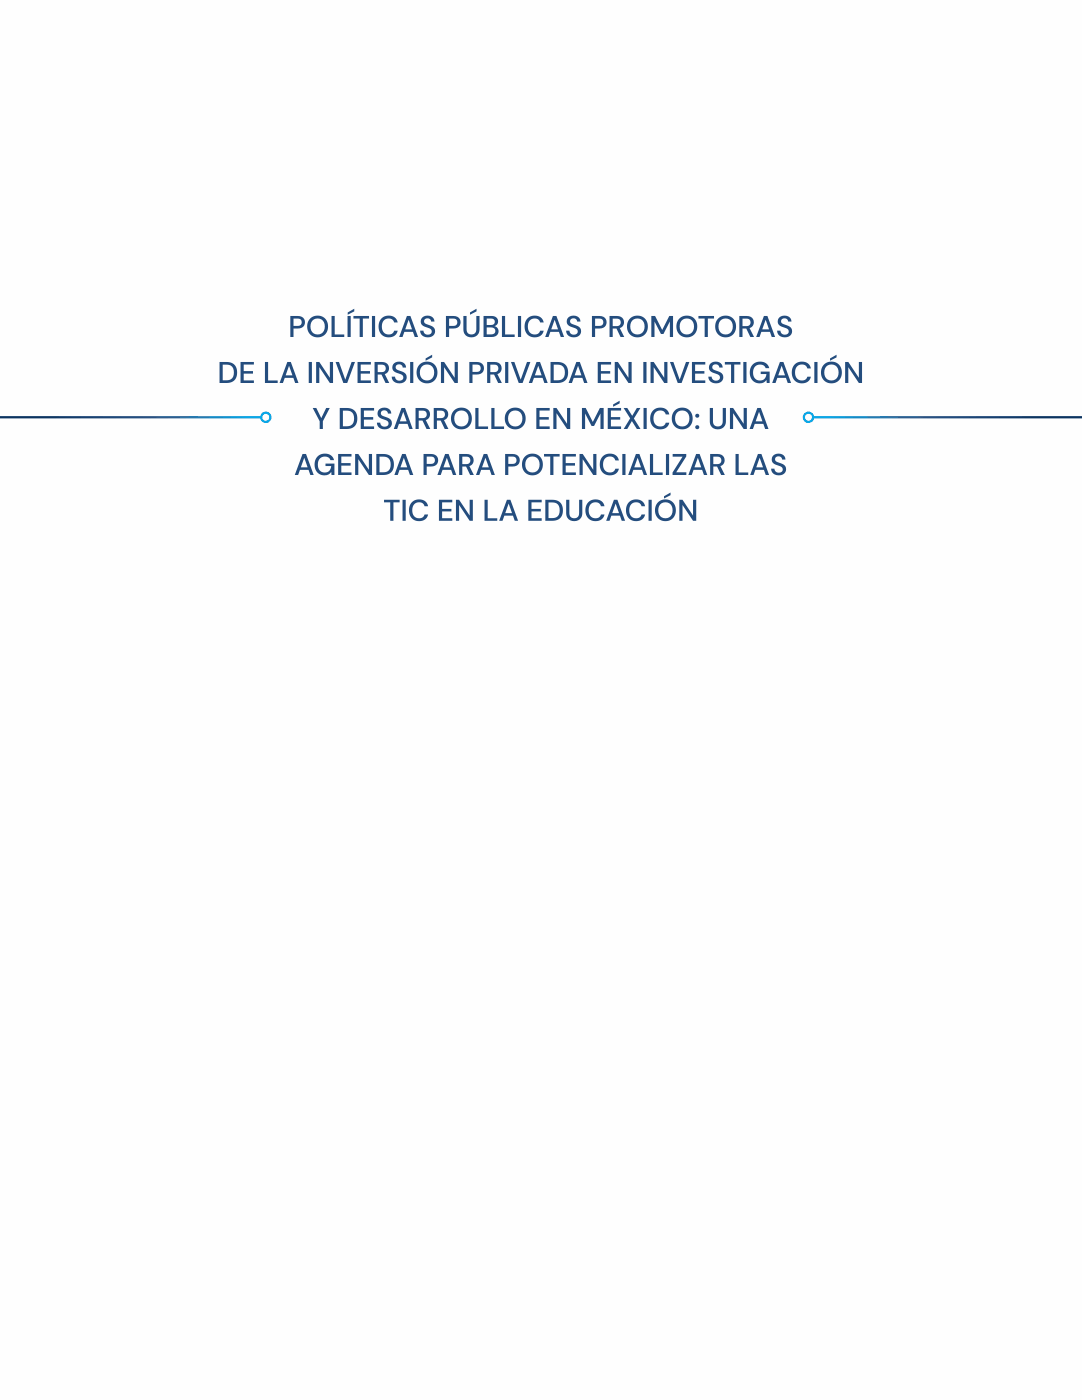 POLÍTICAS PÚBLICAS PROMOTORAS
DE LA INVERSIÓN PRIVADA EN INVESTIGACIÓN
Y DESARROLLO EN MÉXICO: UNA
AGENDA PARA POTENCIALIZAR LAS
TIC EN LA EDUCACIÓN